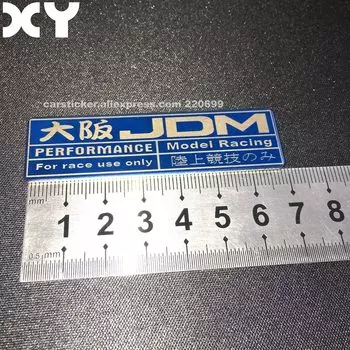 XY
carsticker.aliexpress.com 220699
大阪 JDM
PERFORMANCE Model Racing
For race use only 陸上競技のみ
mm
1 2 3 4 5 6 7 8
0.5mm